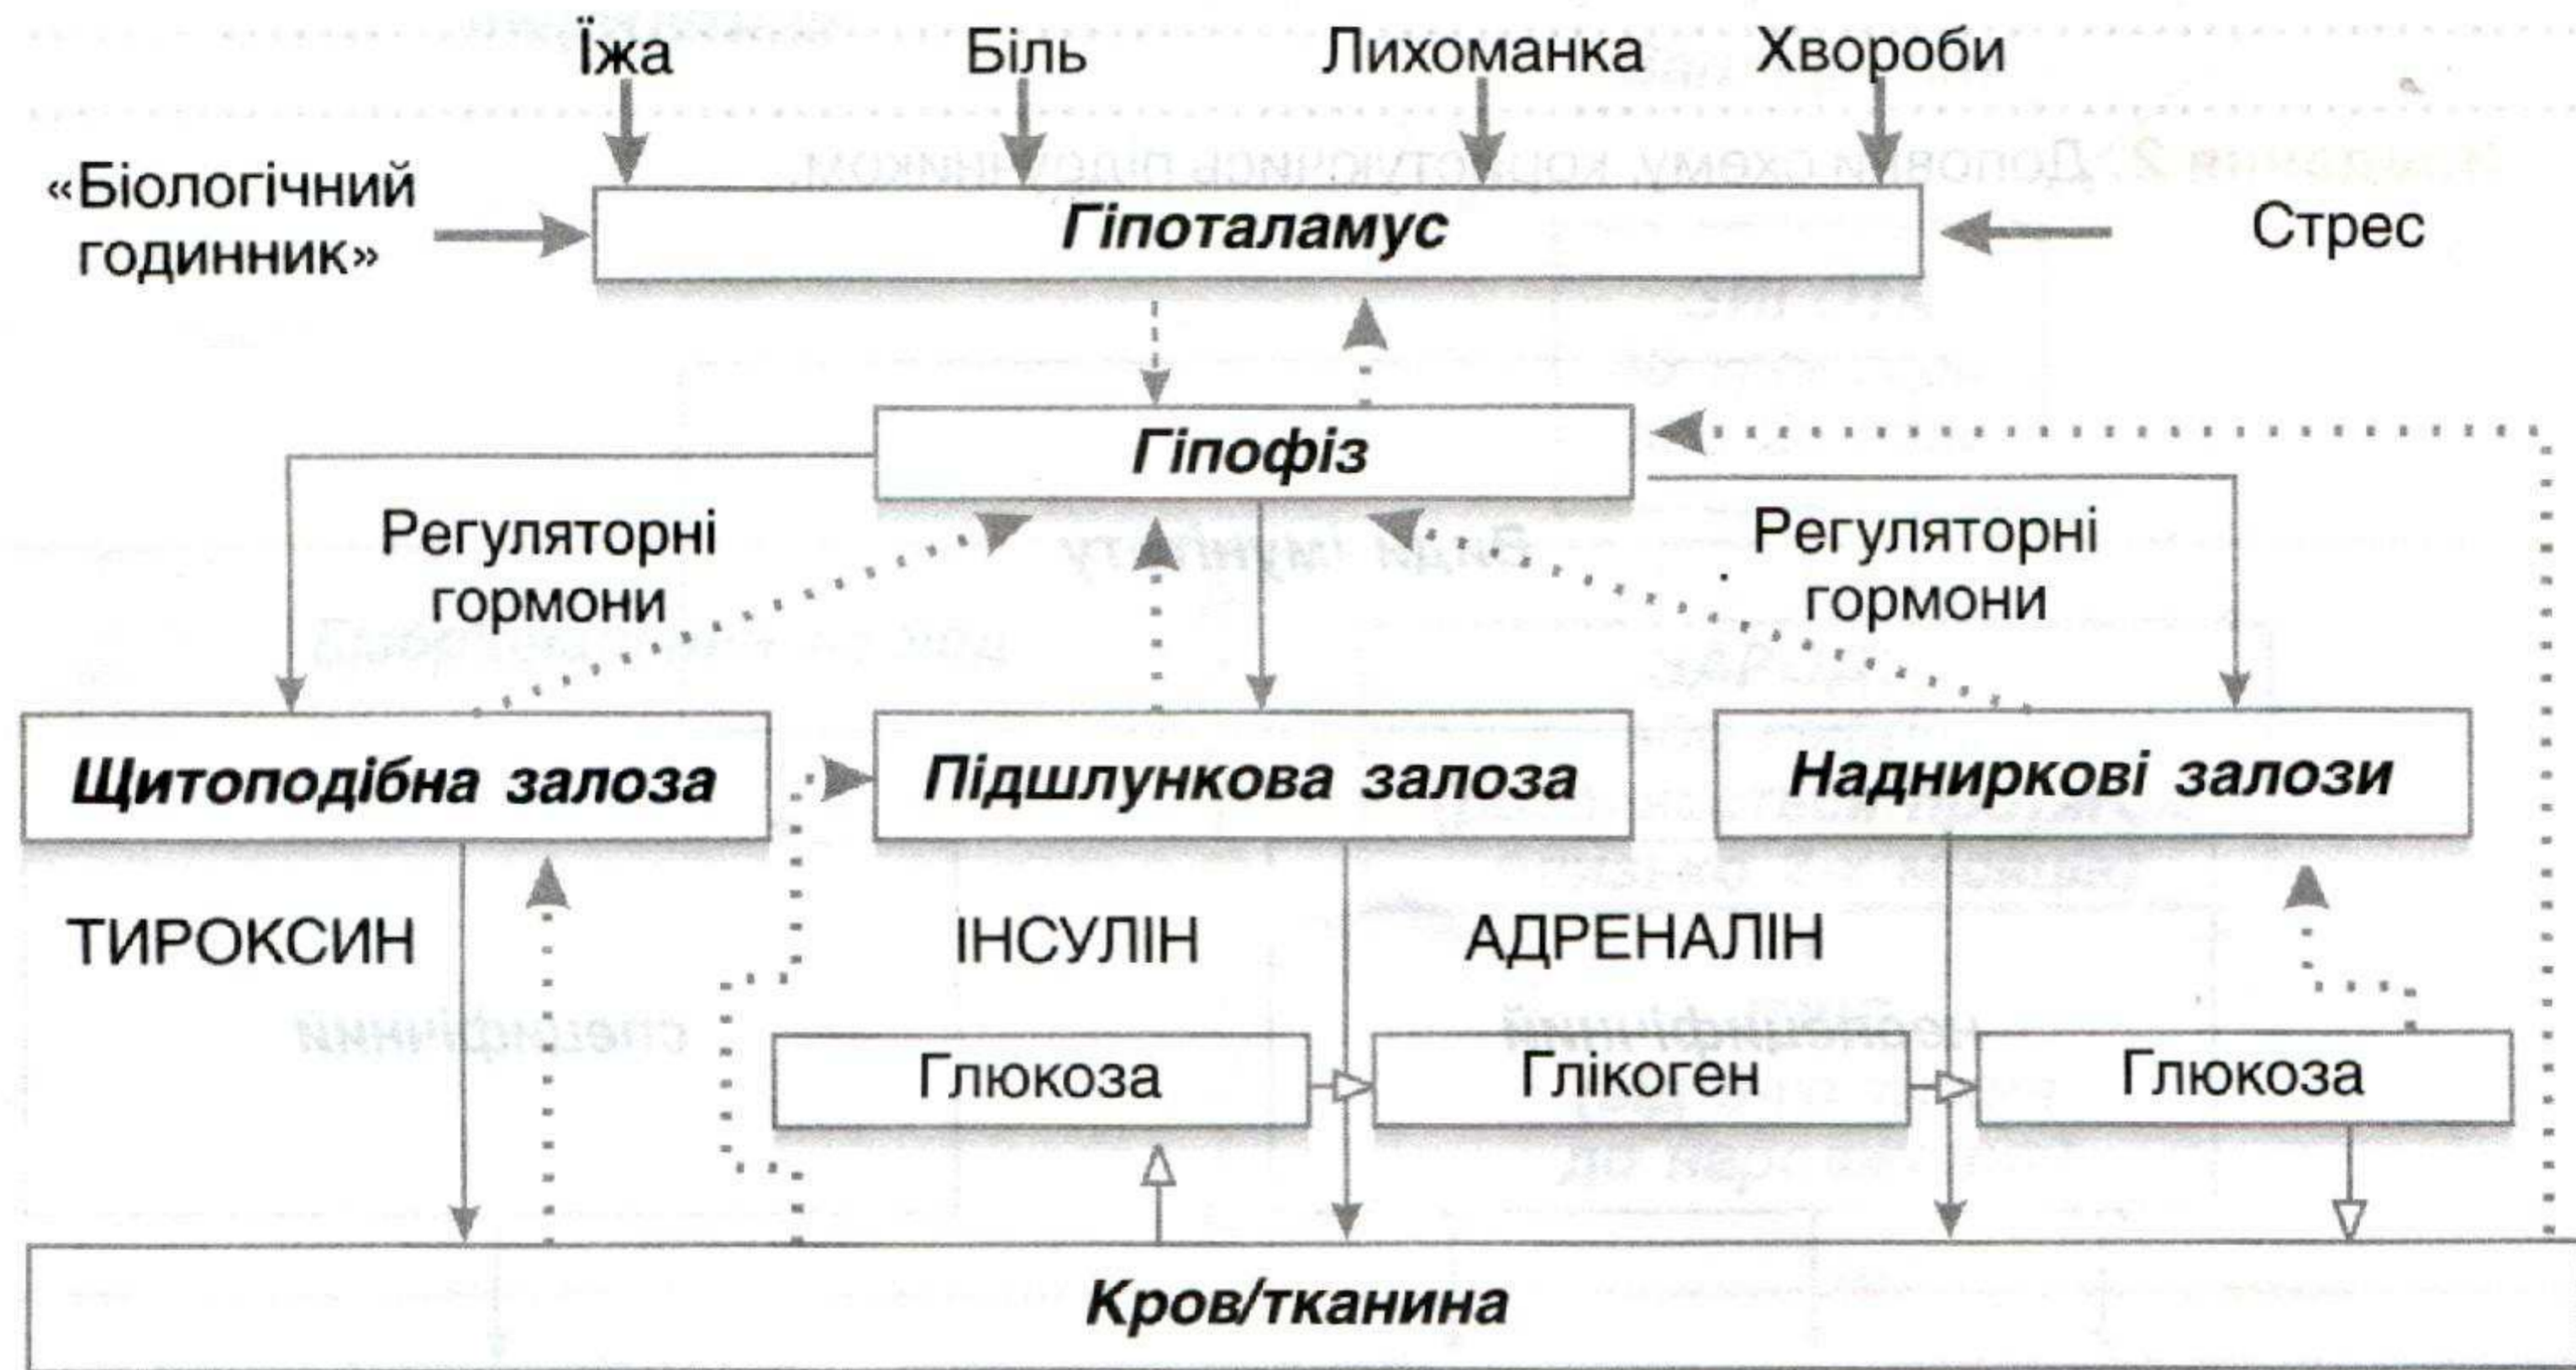 Їжа
Біль
Лихоманка
Хвороби
«Біологічний
годинник»
Гіпоталамус
Стрес
Гіпофіз
Регуляторні
гормони
Регуляторні
гормони
Щитоподібна залоза
Підшлункова залоза
Надниркові залози
ТИРОКСИН
ІНСУЛІН
АДРЕНАЛІН
Глюкоза
Глікоген
Глюкоза
Кров/тканина